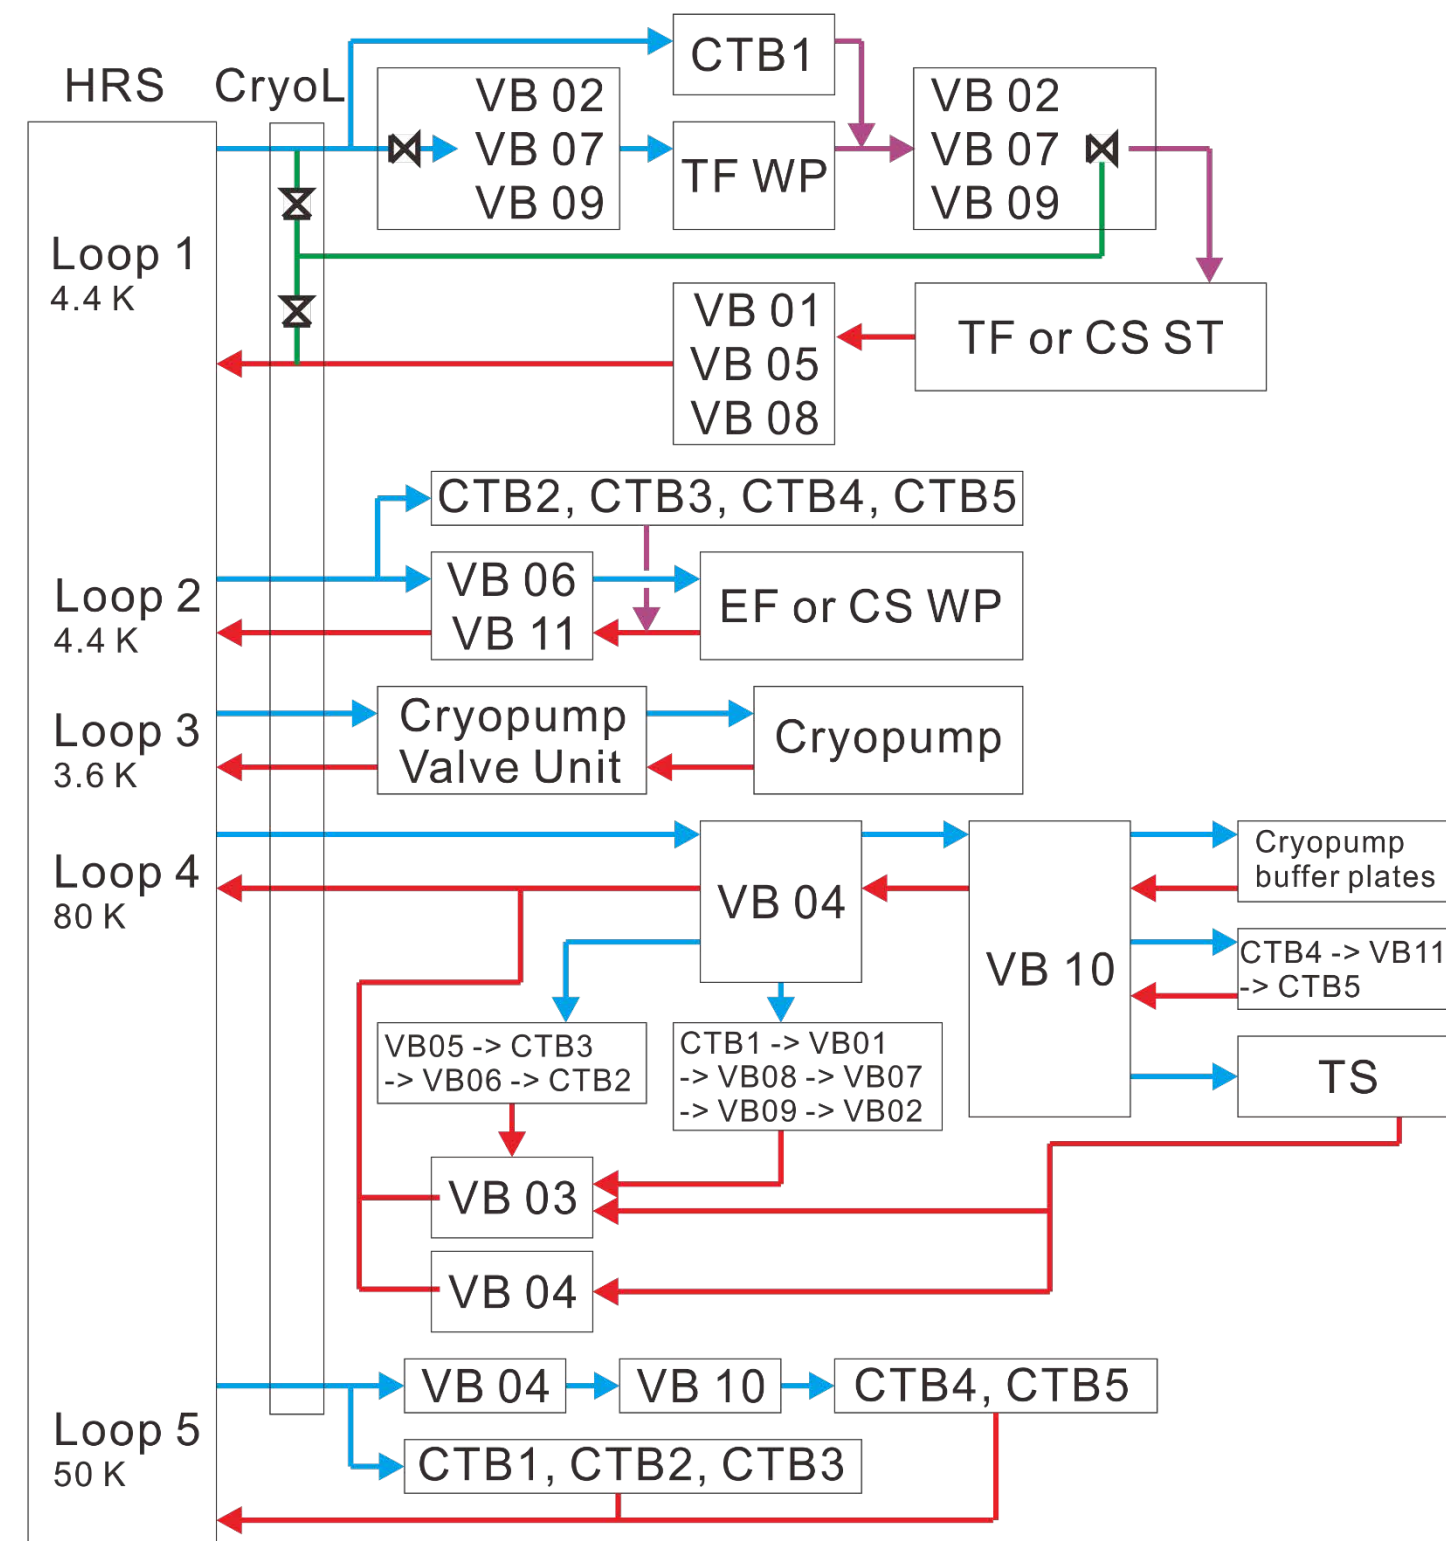 HRS
CryoL
CTB1
VB 02
VB 07
VB 09
TF WP
VB 02
VB 07
VB 09
Loop 1
4.4 K
VB 01
VB 05
VB 08
TF or CS ST
CTB2, CTB3, CTB4, CTB5
Loop 2
4.4 K
VB 06
VB 11
EF or CS WP
Loop 3
3.6 K
Cryopump
Valve Unit
Cryopump
Loop 4
80 K
VB 04
VB 10
Cryopump
buffer plates
CTB4 -> VB11
-> CTB5
TS
VB05 -> CTB3
-> VB06 -> CTB2
CTB1 -> VB01
-> VB08 -> VB07
-> VB09 -> VB02
VB 03
VB 04
Loop 5
50 K
VB 04
VB 10
CTB4, CTB5
CTB1, CTB2, CTB3